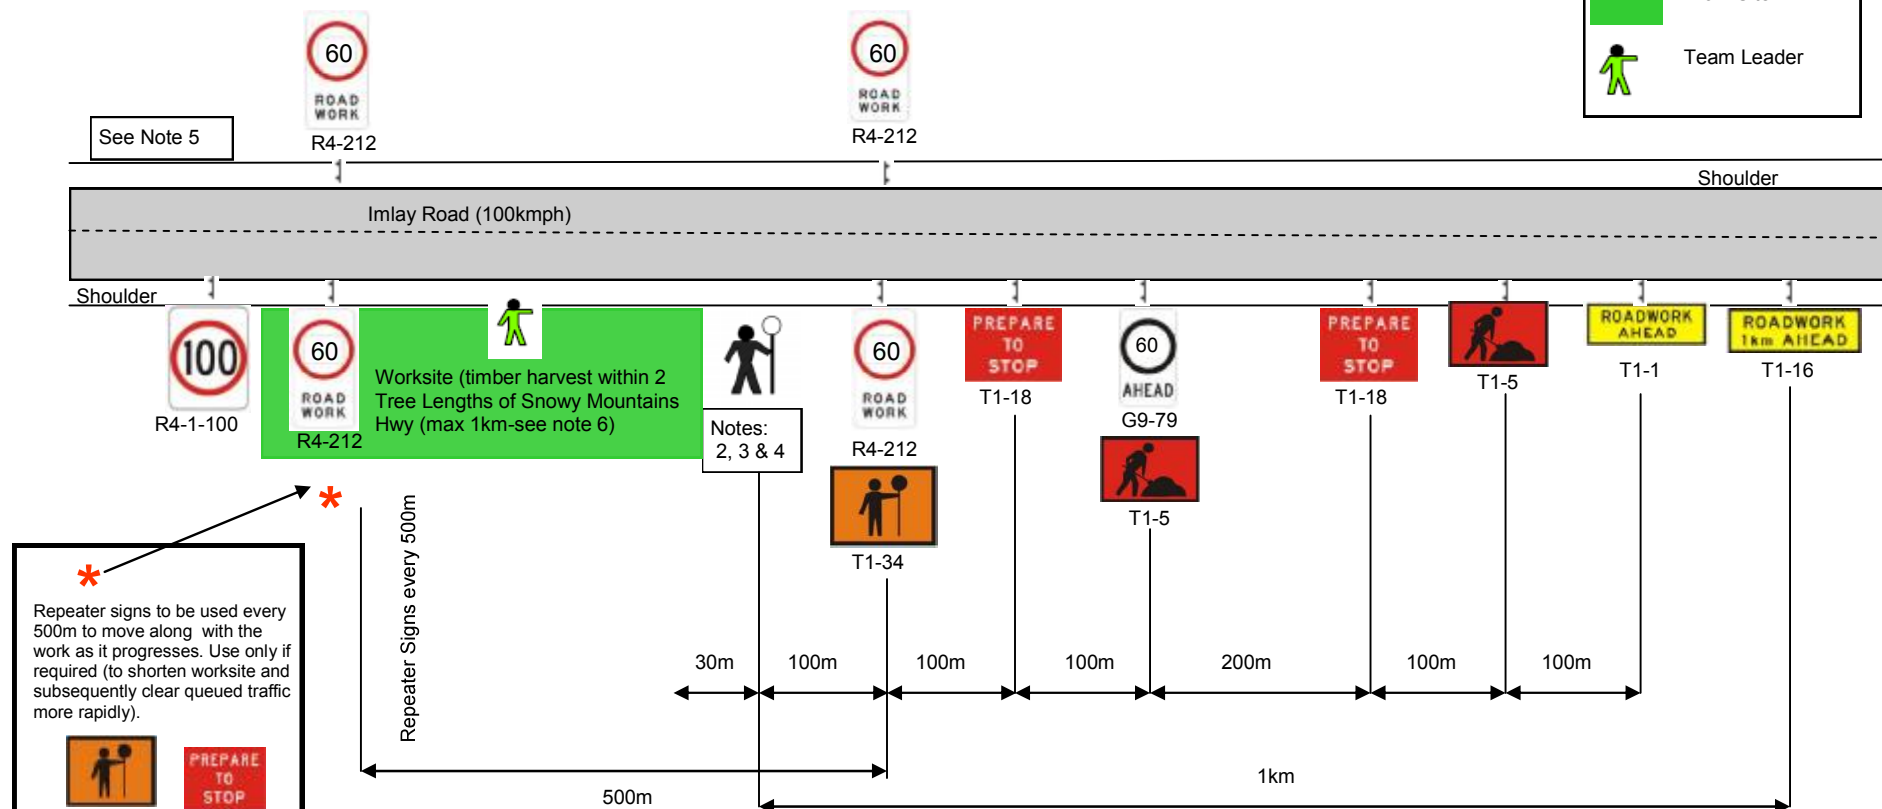 Team Leader
60
ROAD
WORK
R4-212
60
ROAD
WORK
R4-212
See Note 5
Shoulder
Imlay Road (100kmph)
Shoulder
100
R4-1-100
60
ROAD
WORK
R4-212
Worksite (timber harvest within 2
Tree Lengths of Snowy Mountains
Hwy (max 1km-see note 6)
Notes:
2, 3 & 4
60
ROAD
WORK
R4-212
T1-34
PREPARE
TO
STOP
T1-18
60
AHEAD
G9-79
T1-5
PREPARE
TO
STOP
T1-18
T1-5
ROADWORK
AHEAD
T1-1
ROADWORK
1km AHEAD
T1-16
*
*
Repeater signs to be used every
500m to move along with the
work as it progresses. Use only if
required (to shorten worksite and
subsequently clear queued traffic
more rapidly).
PREPARE
TO
STOP
Repeater Signs every 500m
30m
100m
100m
100m
200m
100m
100m
500m
1km